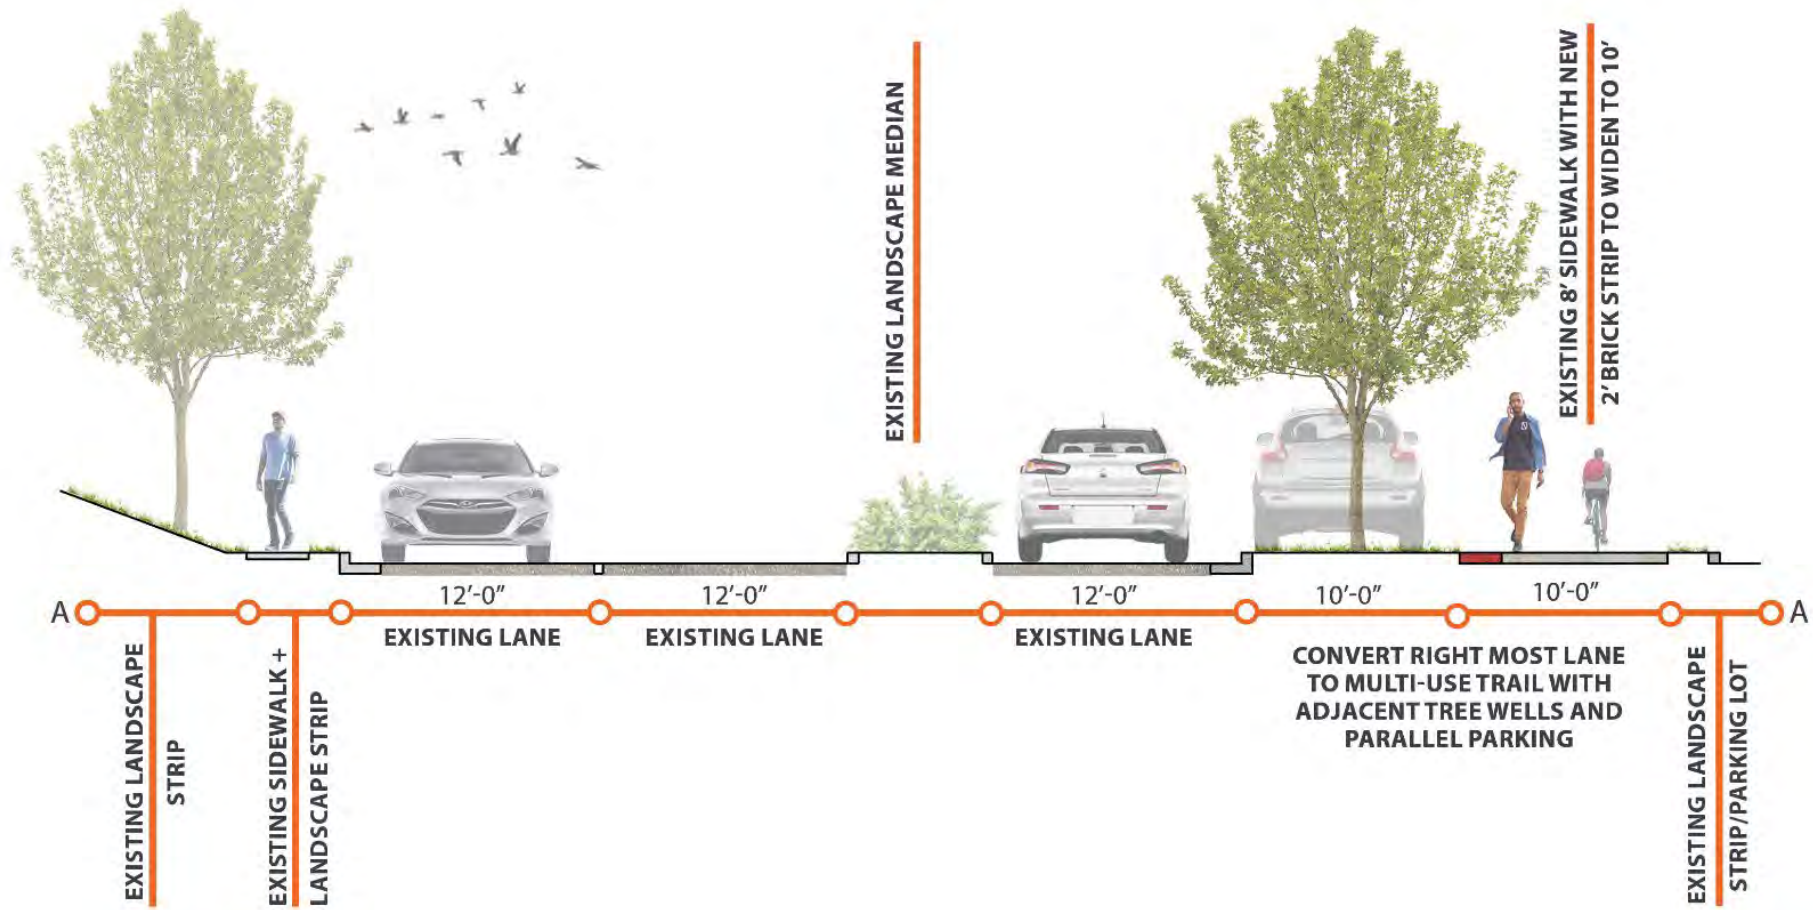 EXISTING LANDSCAPE MEDIAN
EXISTING 8' SIDEWALK WITH NEW
2' BRICK STRIP TO WIDEN TO 10'
A
12'-0"
12'-0"
12'-0"
10'-0"
10'-0"
A
EXISTING LANE
EXISTING LANE
EXISTING LANE
CONVERT RIGHT MOST LANE
TO MULTI-USE TRAIL WITH
ADJACENT TREE WELLS AND
PARALLEL PARKING
EXISTING LANDSCAPE
STRIP
EXISTING SIDEWALK +
LANDSCAPE STRIP
EXISTING LANDSCAPE
STRIP/PARKING LOT